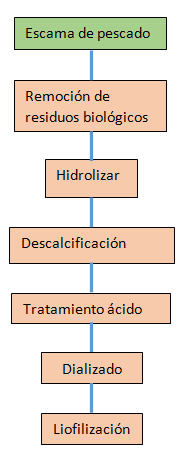 Escama de pescado
Remoción de
residuos biológicos
Hidrolizar
Descalcificación
Tratamiento ácido
Dializado
Liofilización